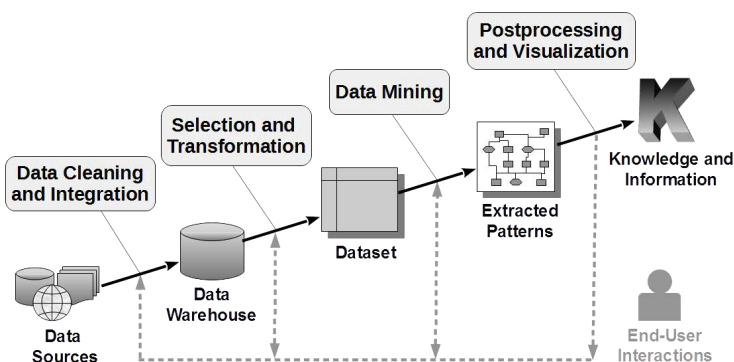 Postprocessing
and Visualization
Data Mining
Selection and
Transformation
Data Cleaning
and Integration
K
Knowledge and
Information
Extracted
Patterns
Dataset
Data
Warehouse
Data
Sources
End-User
Interactions